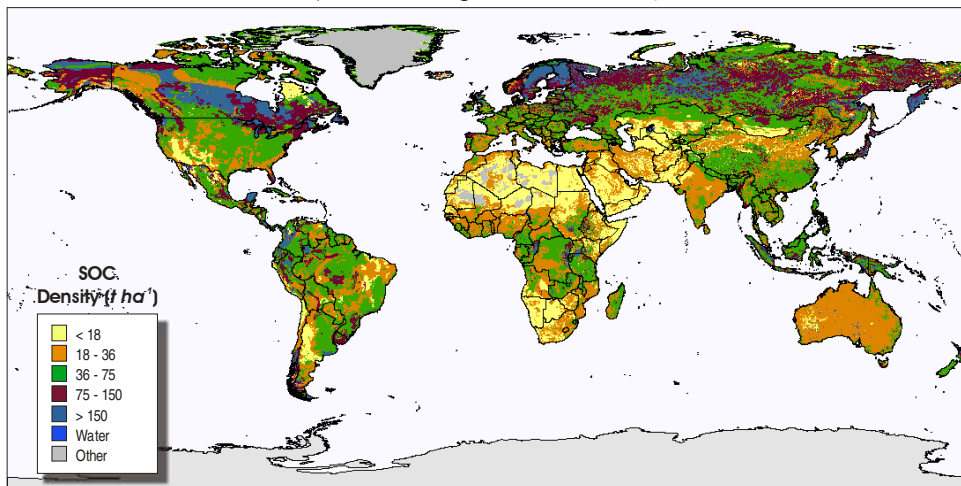 SOC
Density (t ha⁻¹)
< 18
18 - 36
36 - 75
75 - 150
> 150
Water
Other